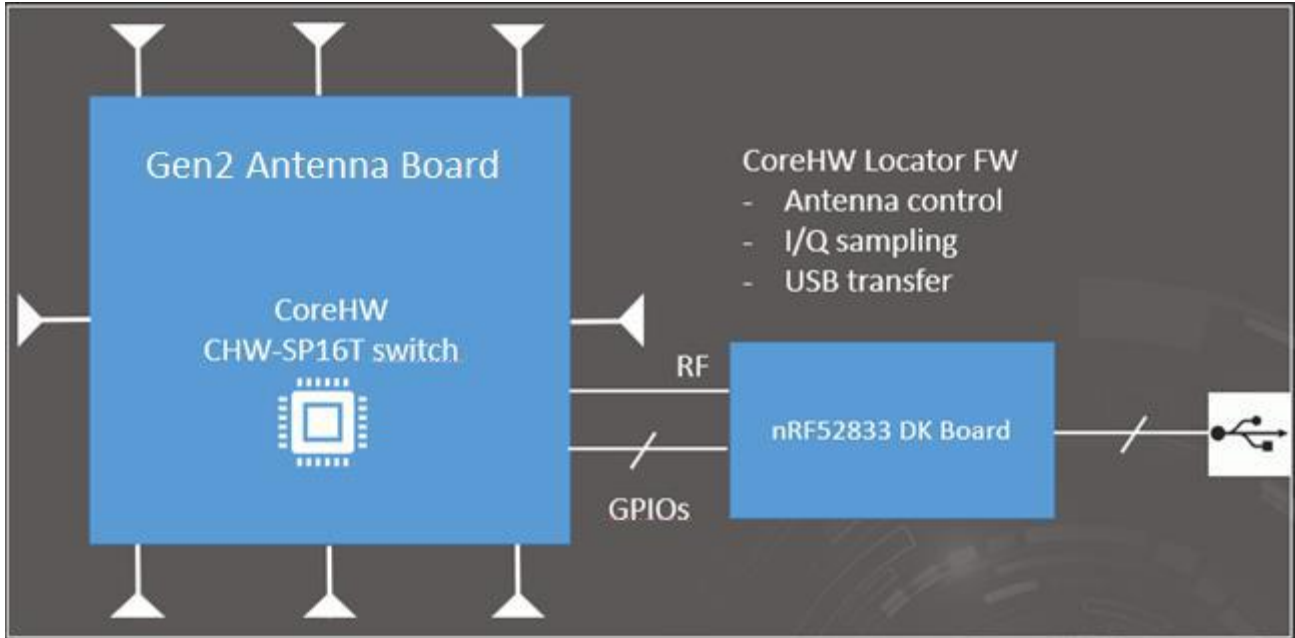 Gen2 Antenna Board
CoreHW
CHW-SP16T switch
CoreHW Locator FW
- Antenna control
- I/Q sampling
- USB transfer
RF
GPIOs
nRF52833 DK Board